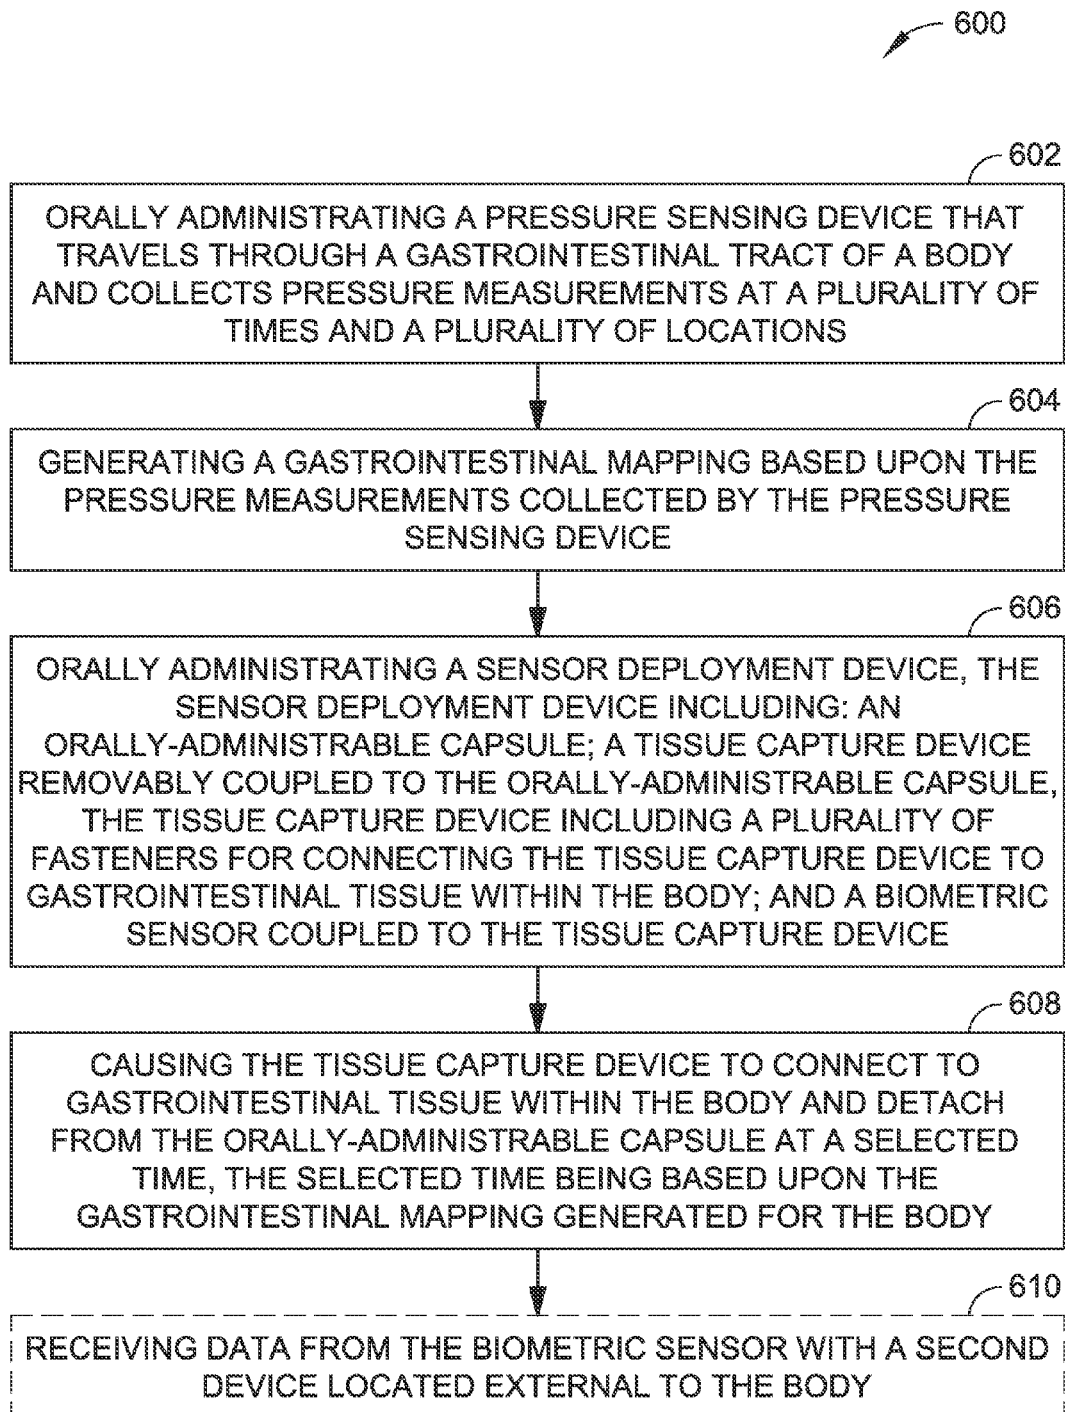 600
602
ORALLY ADMINISTRATING A PRESSURE SENSING DEVICE THAT
TRAVELS THROUGH A GASTROINTESTINAL TRACT OF A BODY
AND COLLECTS PRESSURE MEASUREMENTS AT A PLURALITY OF
TIMES AND A PLURALITY OF LOCATIONS
604
GENERATING A GASTROINTESTINAL MAPPING BASED UPON THE
PRESSURE MEASUREMENTS COLLECTED BY THE PRESSURE
SENSING DEVICE
606
ORALLY ADMINISTRATING A SENSOR DEPLOYMENT DEVICE, THE
SENSOR DEPLOYMENT DEVICE INCLUDING: AN
ORALLY-ADMINISTRABLE CAPSULE; A TISSUE CAPTURE DEVICE
REMOVABLY COUPLED TO THE ORALLY-ADMINISTRABLE CAPSULE,
THE TISSUE CAPTURE DEVICE INCLUDING A PLURALITY OF
FASTENERS FOR CONNECTING THE TISSUE CAPTURE DEVICE TO
GASTROINTESTINAL TISSUE WITHIN THE BODY; AND A BIOMETRIC
SENSOR COUPLED TO THE TISSUE CAPTURE DEVICE
608
CAUSING THE TISSUE CAPTURE DEVICE TO CONNECT TO
GASTROINTESTINAL TISSUE WITHIN THE BODY AND DETACH
FROM THE ORALLY-ADMINISTRABLE CAPSULE AT A SELECTED
TIME, THE SELECTED TIME BEING BASED UPON THE
GASTROINTESTINAL MAPPING GENERATED FOR THE BODY
610
RECEIVING DATA FROM THE BIOMETRIC SENSOR WITH A SECOND
DEVICE LOCATED EXTERNAL TO THE BODY